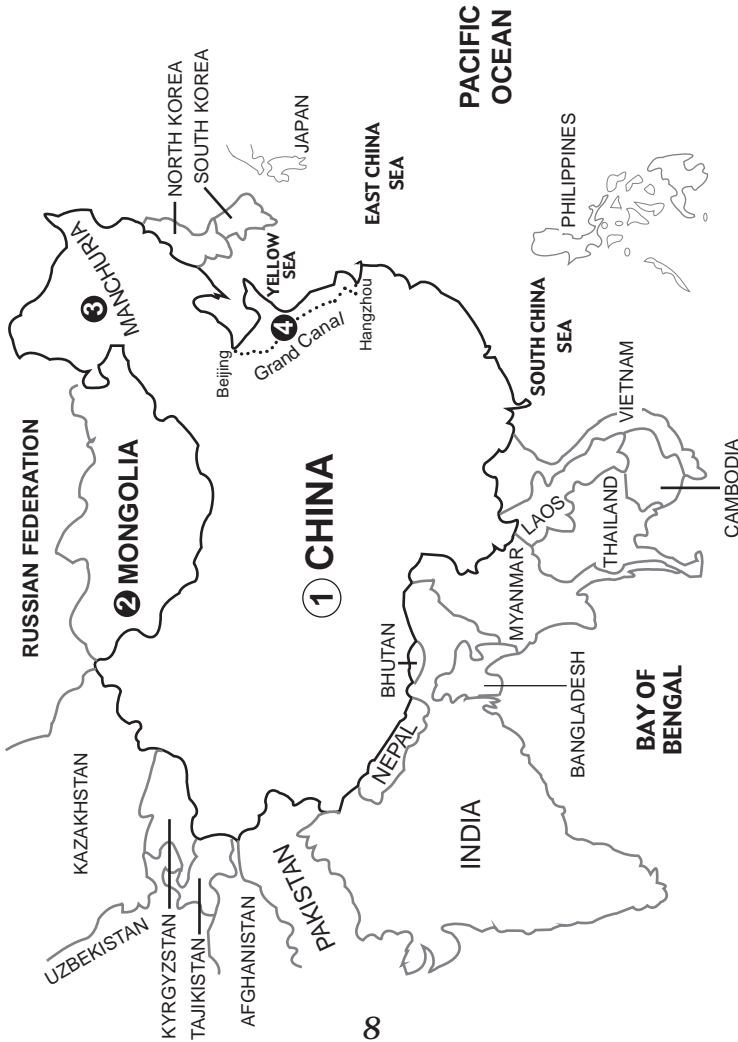 RUSSIAN FEDERATION
KAZAKHSTAN
UZBEKISTAN
KYRGYZSTAN
TAJIKISTAN
AFGHANISTAN
PAKISTAN
2 MONGOLIA
3
MANCHURIA
NORTH KOREA
SOUTH KOREA
JAPAN
Beijing
YELLOW
SEA
4
Grand Canal
Hangzhou
1 CHINA
EAST CHINA
SEA
PACIFIC
OCEAN
NEPAL
BHUTAN
INDIA
BANGLADESH
MYANMAR
LAOS
THAILAND
VIETNAM
CAMBODIA
SOUTH CHINA
SEA
PHILIPPINES
BAY OF
BENGAL
8